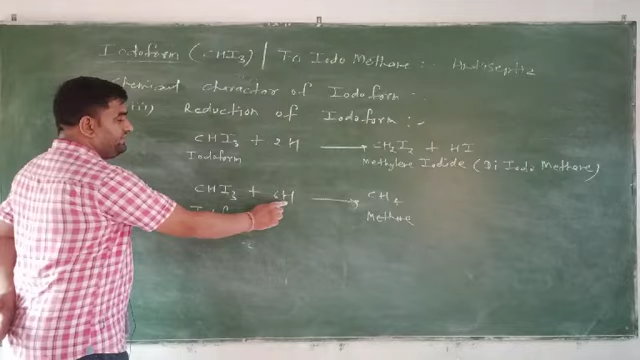 Iodoform (CHI3) | Tri Iodo Methane :- Antiseptic
Chemical charactor of Iodoform :-
(iii) Reduction of Iodoform :-
CHI3 + 2H ⟶ CH2I2 + HI
Iodoform Methylene Iodide (Di Iodo Methane)
CHI3 + 6H ⟶ CH4
Methane